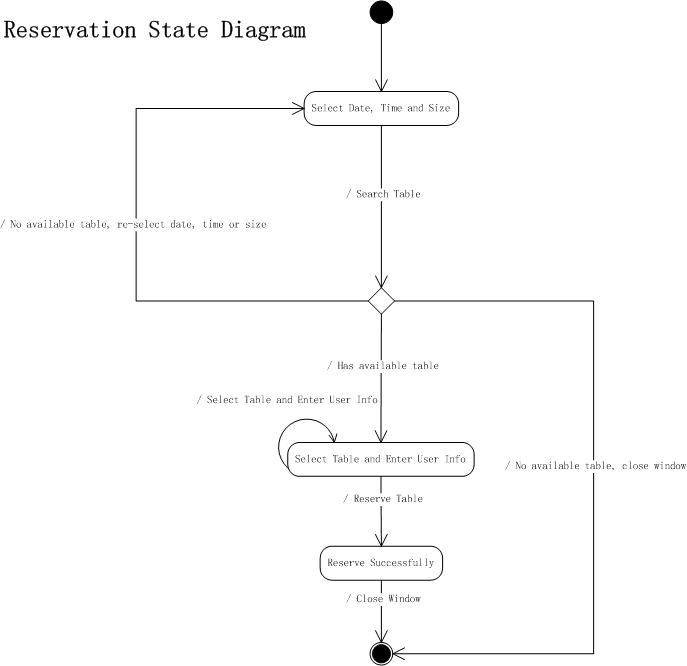 Reservation State Diagram
Select Date, Time and Size
/ Search Table
/ No available table, re-select date, time or size
/ Has available table
/ Select Table and Enter User Info
Select Table and Enter User Info
/ No available table, close window
/ Reserve Table
Reserve Successfully
/ Close Window